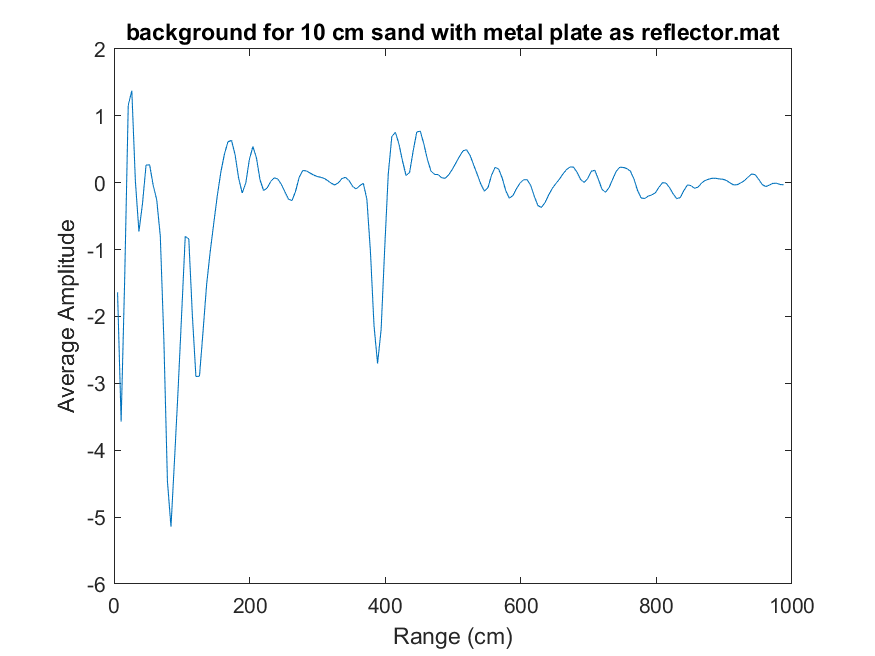 background for 10 cm sand with metal plate as reflector.mat
2
1
0
-1
-2
-3
-4
-5
-6
Average Amplitude
0 200 400 600 800 1000
Range (cm)